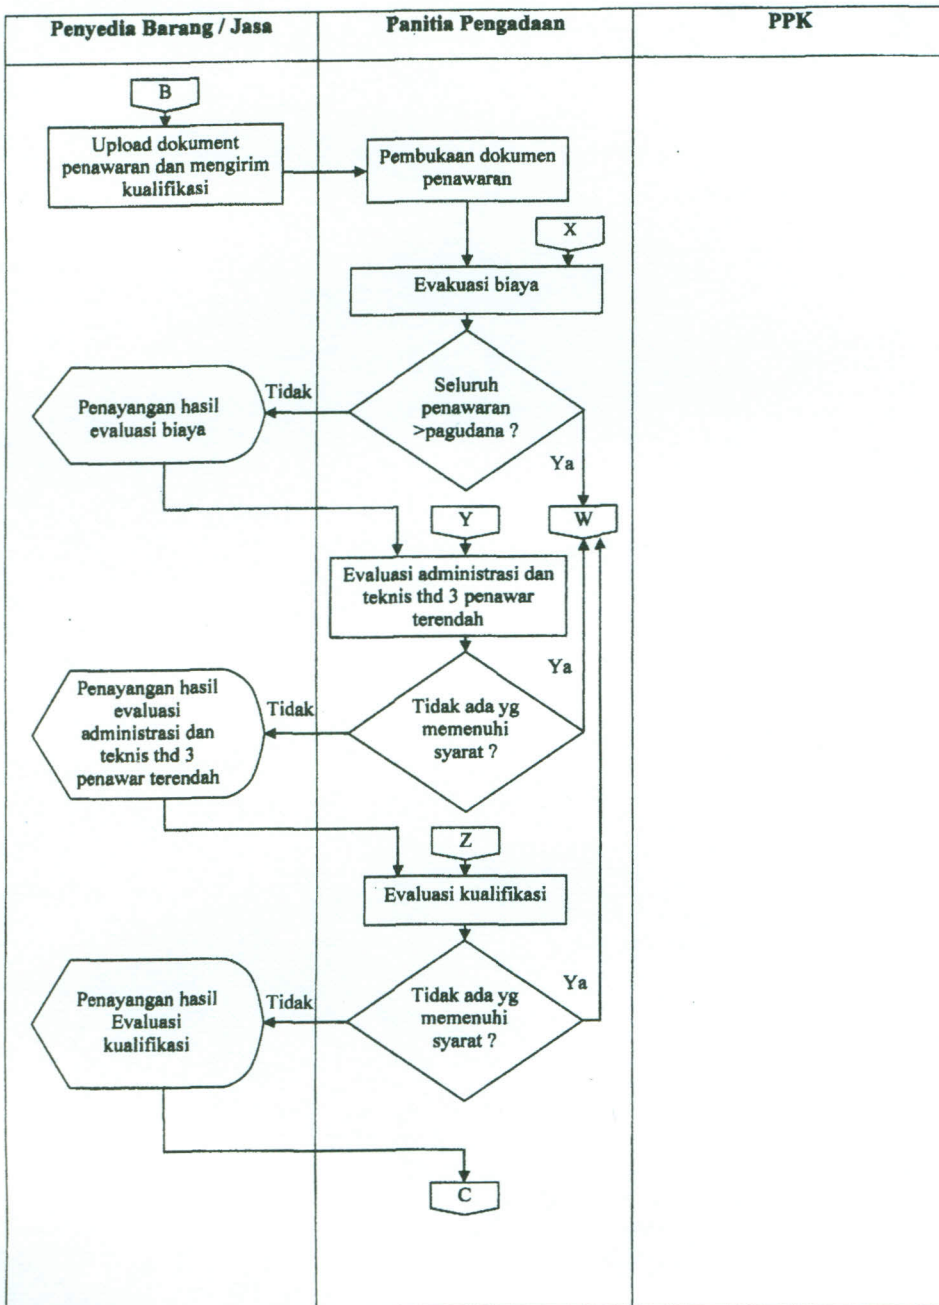 Penyedia Barang / Jasa
Panitia Pengadaan
PPK
B
Upload dokument
penawaran dan mengirim
kualifikasi
Pembukaan dokumen
penawaran
X
Evakuasi biaya
Seluruh
penawaran
>pagudana ?
Tidak
Ya
Penayangan hasil
evaluasi biaya
Y
W
Evaluasi administrasi dan
teknis thd 3 penawar
terendah
Tidak ada yg
memenuhi
syarat ?
Tidak
Ya
Penayangan hasil
evaluasi
administrasi dan
teknis thd 3
penawar terendah
Z
Evaluasi kualifikasi
Tidak ada yg
memenuhi
syarat ?
Tidak
Ya
Penayangan hasil
Evaluasi
kualifikasi
C